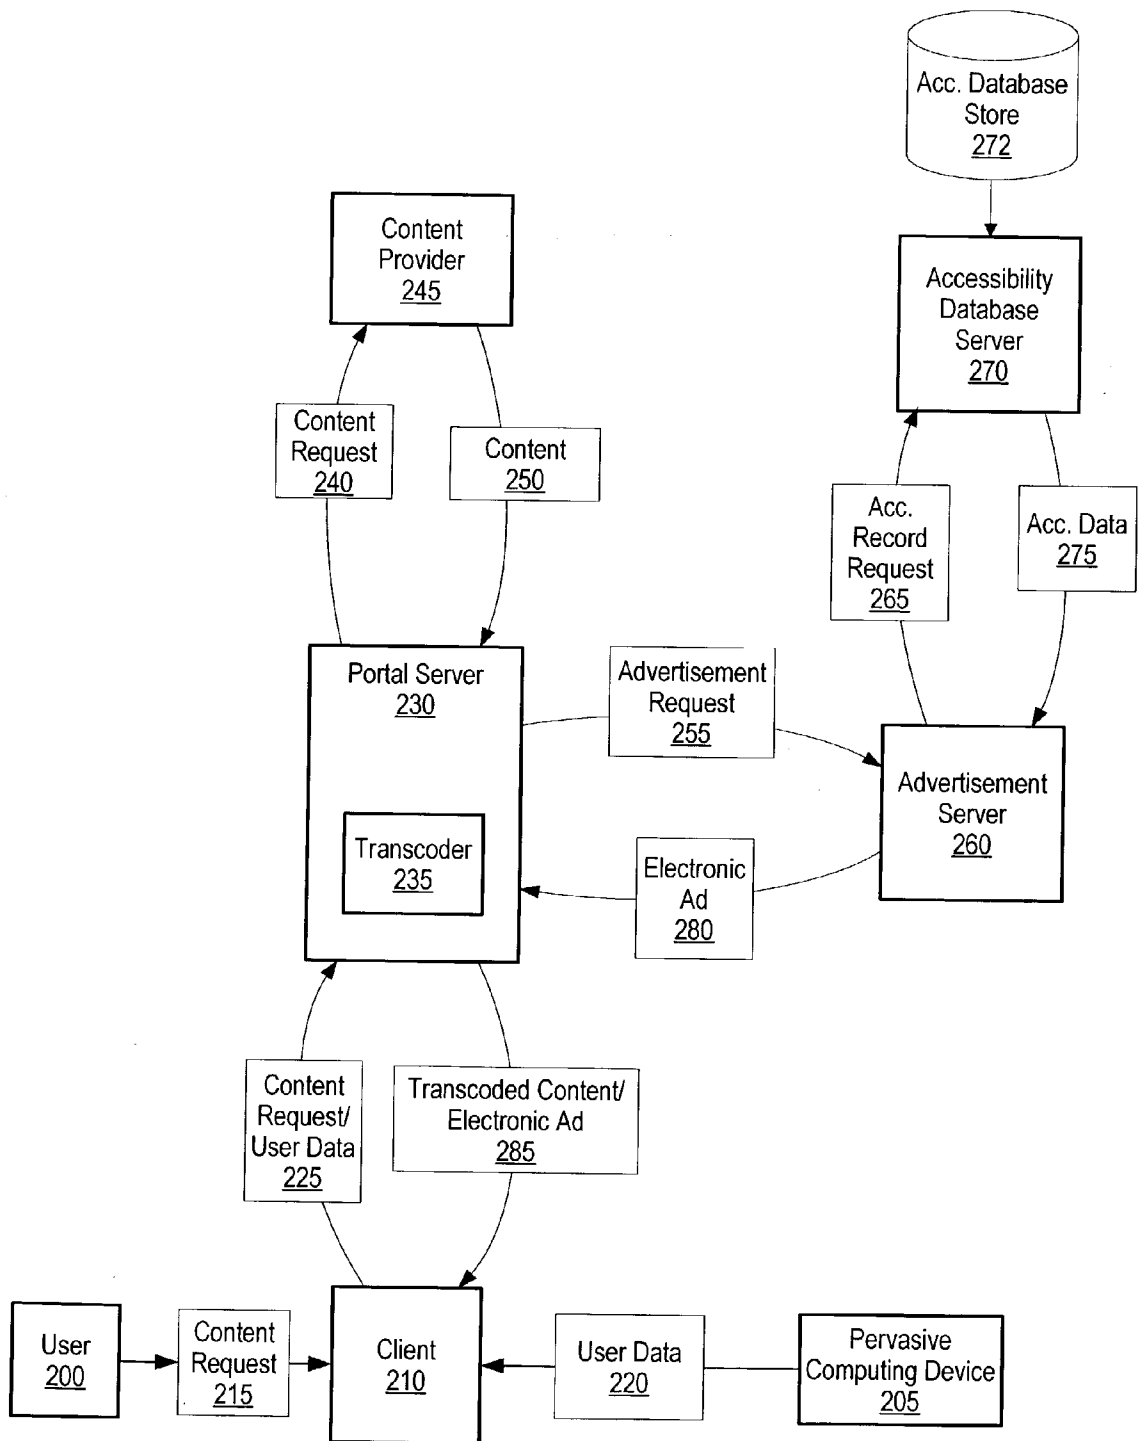 Acc. Database
Store
272
Content
Provider
245
Accessibility
Database
Server
270
Content
Request
240
Content
250
Acc.
Record
Request
265
Acc. Data
275
Portal Server
230
Advertisement
Request
255
Advertisement
Server
260
Transcoder
235
Electronic
Ad
280
Content
Request/
User Data
225
Transcoded Content/
Electronic Ad
285
User
200
Content
Request
215
Client
210
User Data
220
Pervasive
Computing Device
205